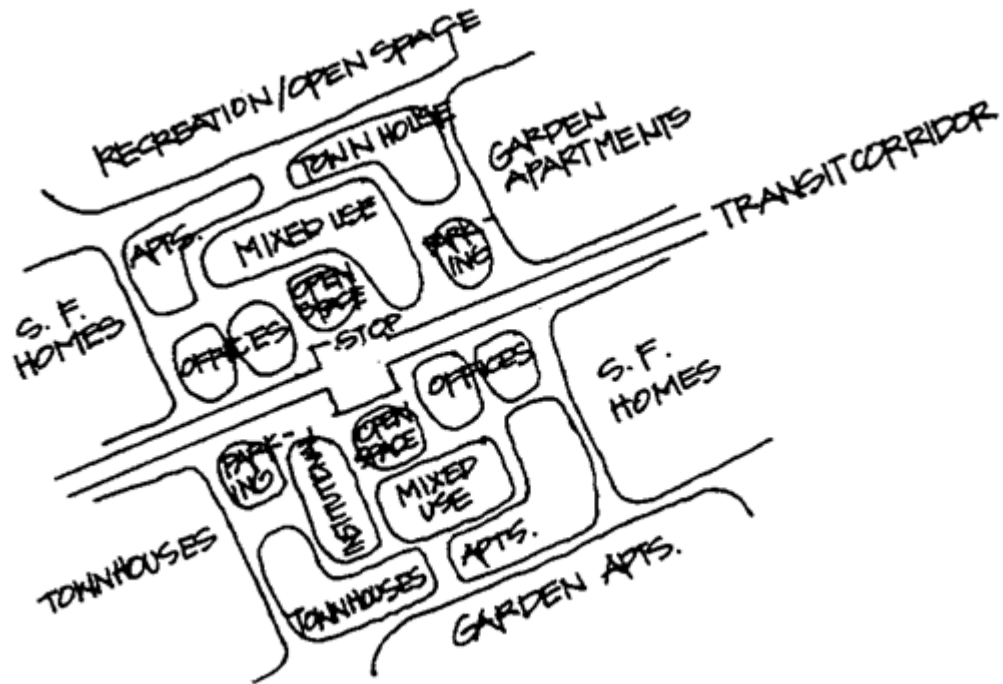 RECREATION/OPEN SPACE
TOWN HOUSE
GARDEN
APARTMENTS
TRANSIT CORRIDOR
APTS.
MIXED USE
PARK-
ING
OPEN
SPACE
S. F.
HOMES
OFFICES
STOP
OFFICES
S. F.
HOMES
PARK-
ING
OPEN
SPACE
MIXED
USE
TOWNHOUSES
APTS.
TOWNHOUSES
GARDEN APTS.